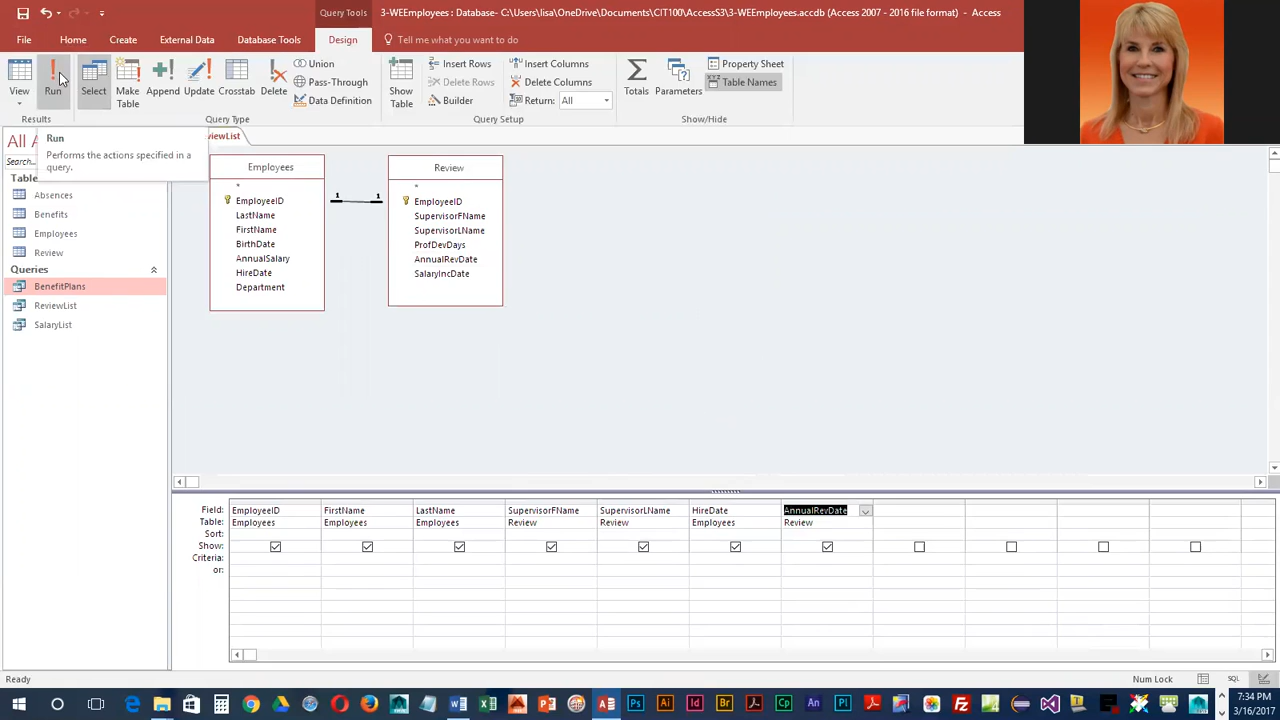 Query Tools
3-WEEmployees : Database- C:\Users\lisa\OneDrive\Documents\CIT100\AccessS3\3-WEEmployees.accdb (Access 2007 - 2016 file format) - Access
File Home Create External Data Database Tools Design Tell me what you want to do
View Run Select Make Table Append Update Crosstab Delete
Union
Pass-Through
Data Definition
Show Table
Insert Rows
Delete Rows
Builder
Insert Columns
Delete Columns
Return: All
Totals Parameters
Property Sheet
Table Names
Results Query Type Query Setup Show/Hide
Run
Performs the actions specified in a query.
All A
Search...
Tabl
Absences
Benefits
Employees
Review
Queries
BenefitPlans
ReviewList
SalaryList
viewList
Employees
*
EmployeeID
LastName
FirstName
BirthDate
AnnualSalary
HireDate
Department
1 1
Review
*
EmployeeID
SupervisorFName
SupervisorLName
ProfDevDays
AnnualRevDate
SalaryIncDate
Field: EmployeeID FirstName LastName SupervisorFName SupervisorLName HireDate AnnualRevDate
Table: Employees Employees Employees Review Review Employees Review
Sort:
Show:
Criteria:
or:
Ready
Num Lock
SQL
7:34 PM
3/16/2017